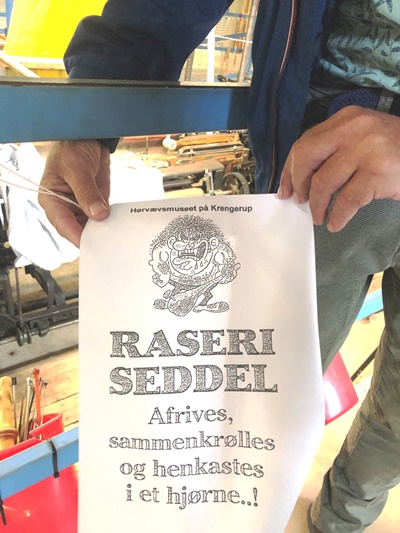 Hørvævsmuseet på Krengerup
RASERI
SEDDEL
Afrives,
sammenkrølles
og henkastes
i et hjørne..!